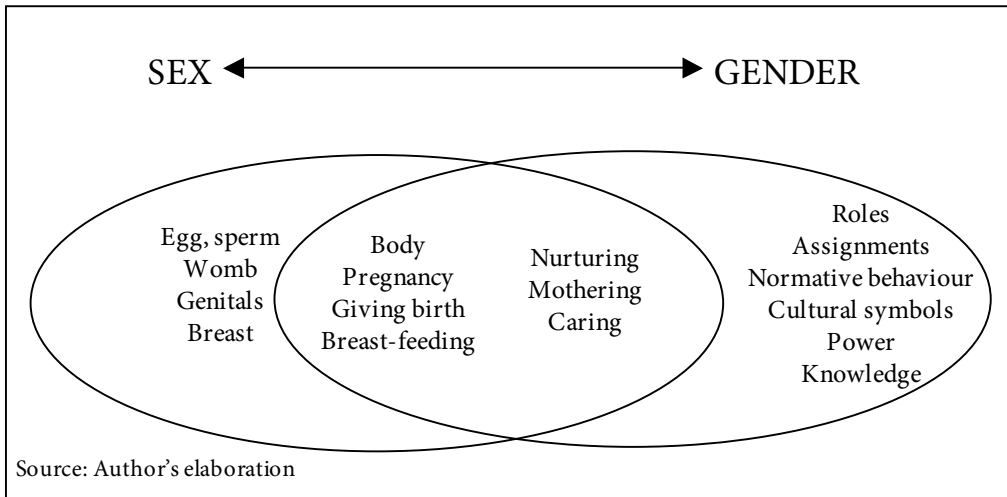 SEX GENDER
Egg, sperm
Womb
Genitals
Breast
Body
Pregnancy
Giving birth
Breast-feeding
Nurturing
Mothering
Caring
Roles
Assignments
Normative behaviour
Cultural symbols
Power
Knowledge
Source: Author’s elaboration